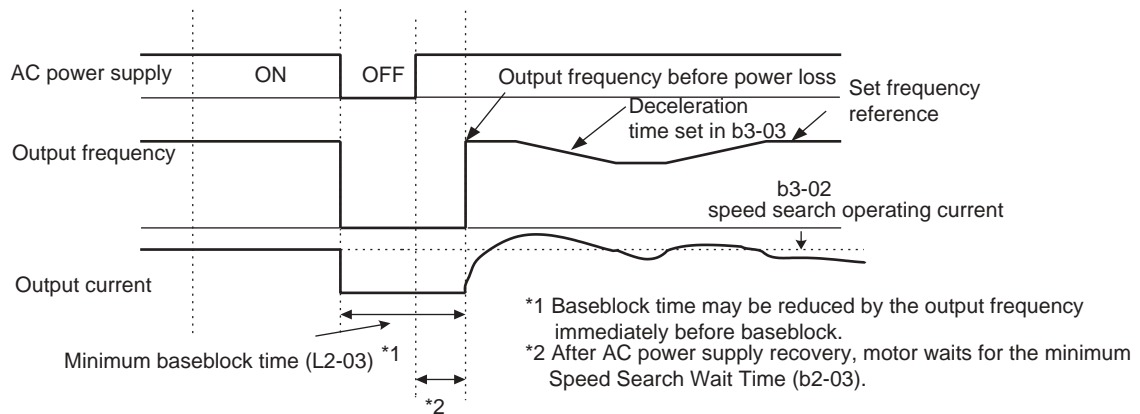 AC power supply
ON
OFF
Output frequency before power loss
Deceleration
time set in b3-03
Set frequency
reference
Output frequency
b3-02
speed search operating current
Output current
*1 Baseblock time may be reduced by the output frequency
immediately before baseblock.
Minimum baseblock time (L2-03) *1
*2 After AC power supply recovery, motor waits for the minimum
Speed Search Wait Time (b2-03).
*2